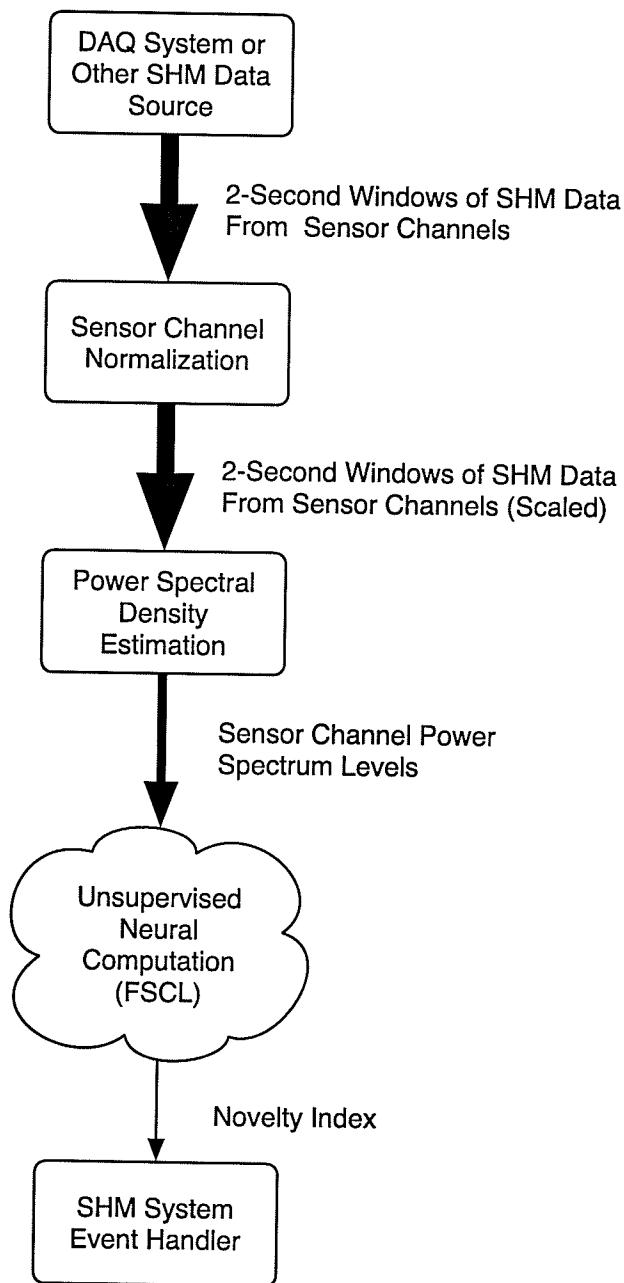 DAQ System or
Other SHM Data
Source
2-Second Windows of SHM Data
From Sensor Channels
Sensor Channel
Normalization
2-Second Windows of SHM Data
From Sensor Channels (Scaled)
Power Spectral
Density
Estimation
Sensor Channel Power
Spectrum Levels
Unsupervised
Neural
Computation
(FSCL)
Novelty Index
SHM System
Event Handler